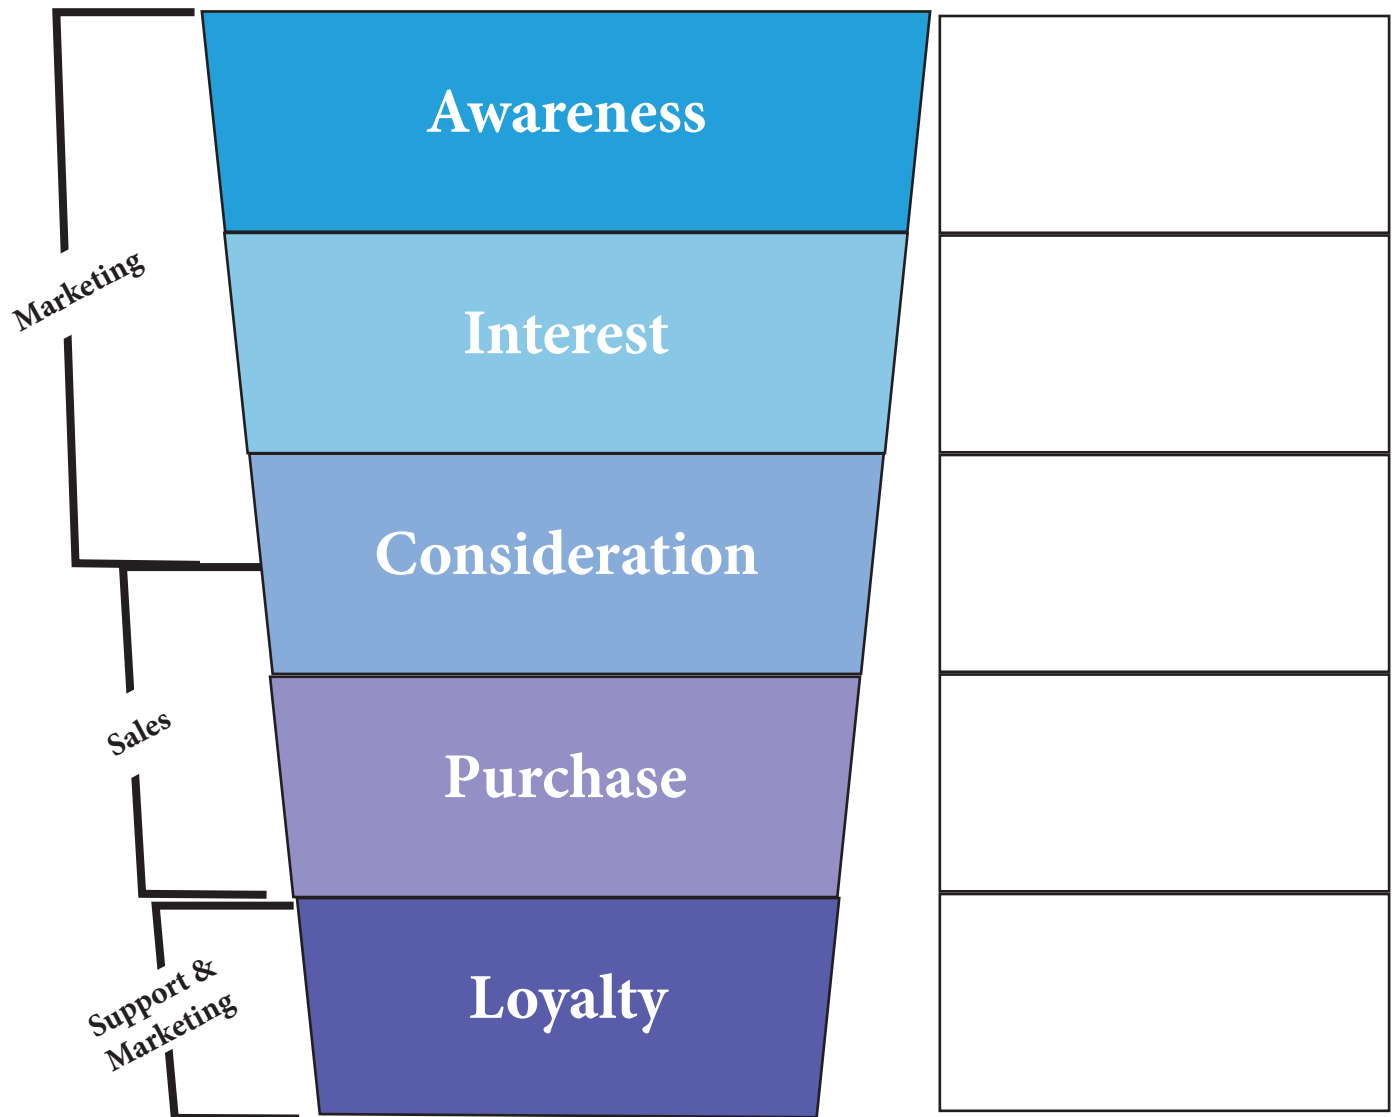 Awareness
Marketing
Interest
Consideration
Sales
Purchase
Support &
Marketing
Loyalty